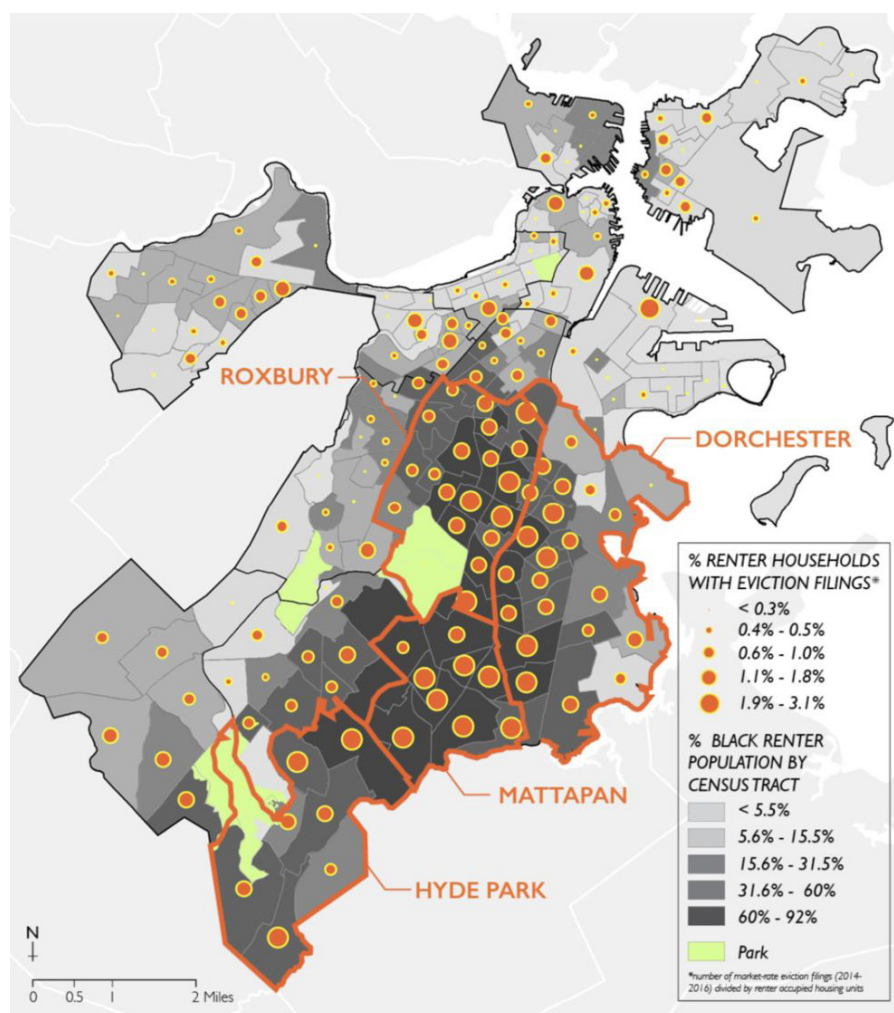 ROXBURY
DORCHESTER
MATTAPAN
HYDE PARK
% RENTER HOUSEHOLDS
WITH EVICTION FILINGS*
< 0.3%
0.4% - 0.5%
0.6% - 1.0%
1.1% - 1.8%
1.9% - 3.1%
% BLACK RENTER
POPULATION BY
CENSUS TRACT
< 5.5%
5.6% - 15.5%
15.6% - 31.5%
31.6% - 60%
60% - 92%
Park
*number of market-rate eviction filings (2014-
2016) divided by renter occupied housing units
N
0 0.5 1 2 Miles